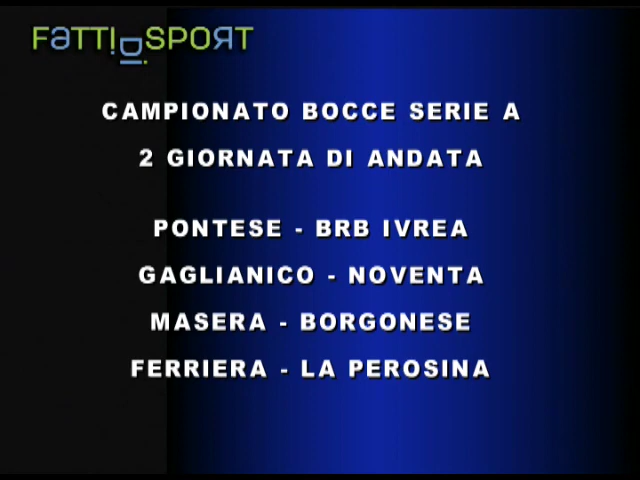 FATTI DI SPORT
CAMPIONATO BOCCE SERIE A
2 GIORNATA DI ANDATA
PONTESE - BRB IVREA
GAGLIANICO - NOVENTA
MASERA - BORGONESE
FERRIERA - LA PEROSINA